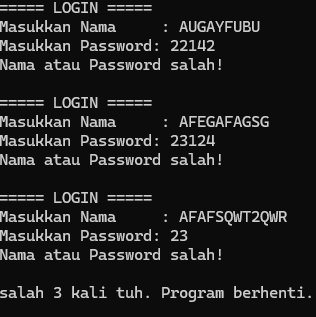 ===== LOGIN =====
Masukkan Nama     : AUGAYFUBU
Masukkan Password: 22142
Nama atau Password salah!

===== LOGIN =====
Masukkan Nama     : AFEGAFAGSG
Masukkan Password: 23124
Nama atau Password salah!

===== LOGIN =====
Masukkan Nama     : AFAFSQWT2QWR
Masukkan Password: 23
Nama atau Password salah!

salah 3 kali tuh. Program berhenti.